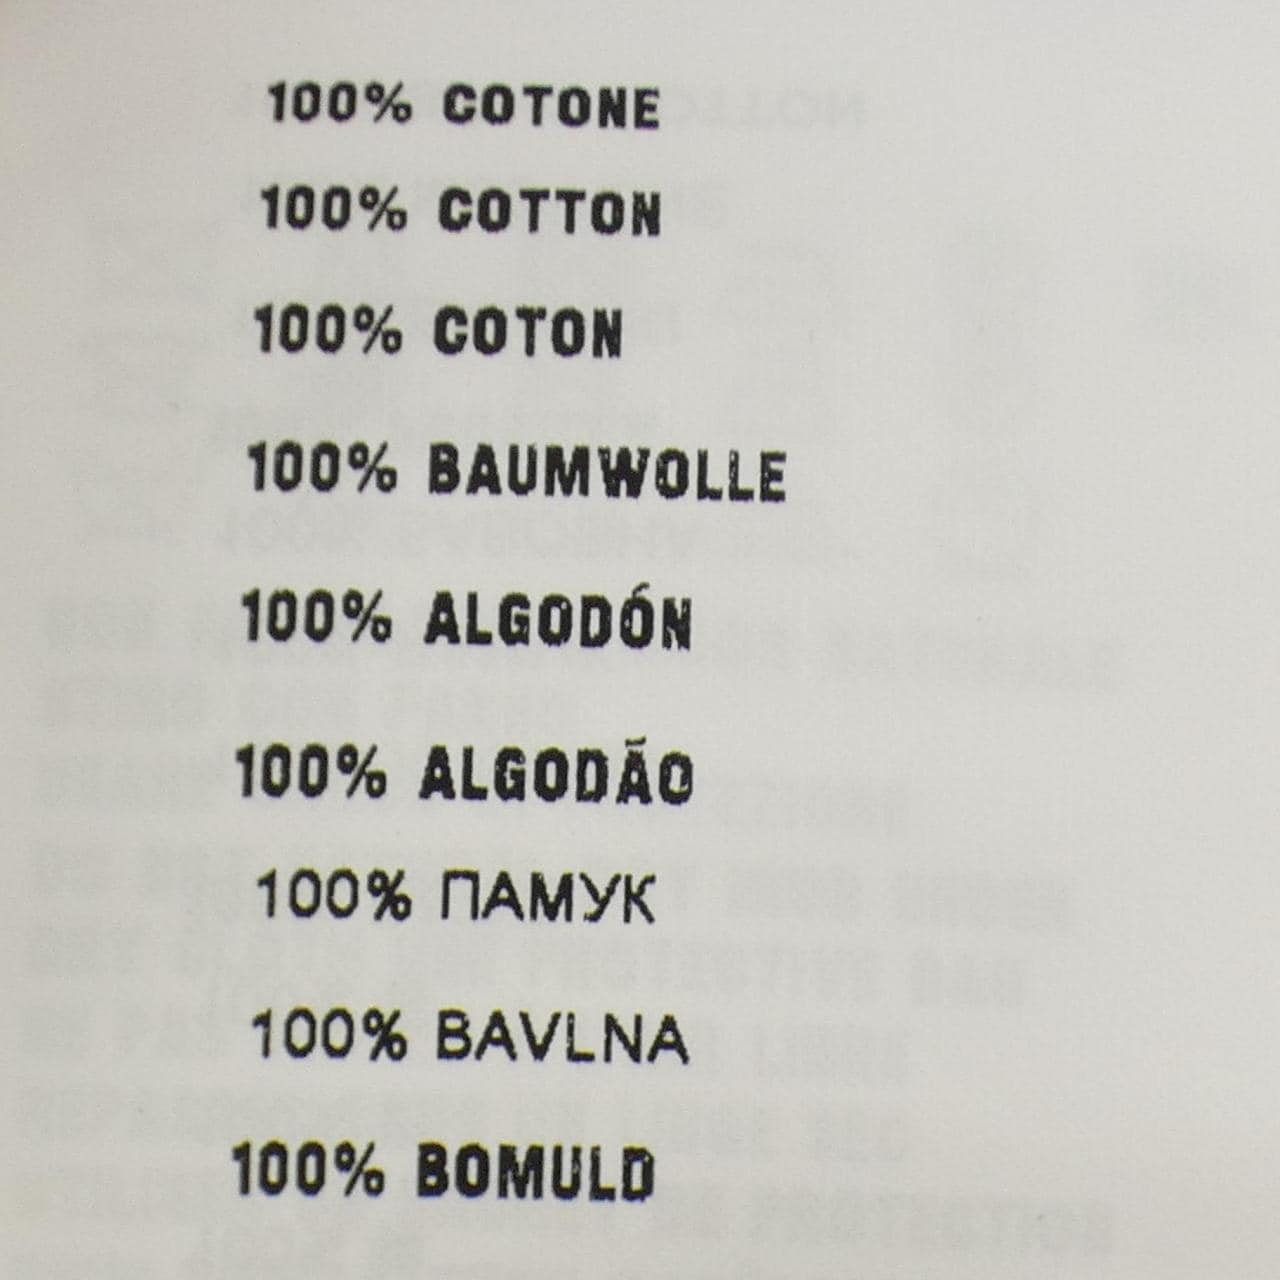 100% COTONE
100% COTTON
100% COTON
100% BAUMWOLLE
100% ALGODÓN
100% ALGODÃO
100% ПАМУК
100% BAVLNA
100% BOMULD